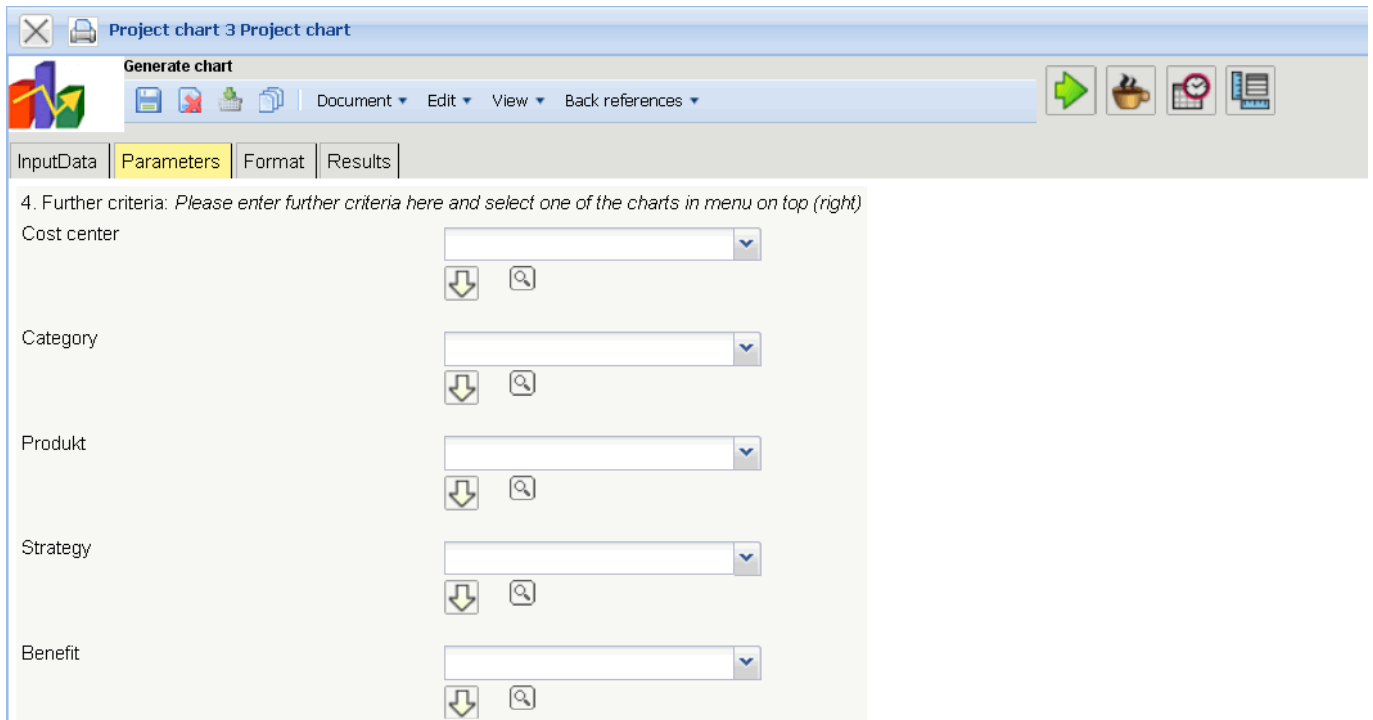 Project chart 3 Project chart
Generate chart
Document Edit View Back references
InputData Parameters Format Results
4. Further criteria: Please enter further criteria here and select one of the charts in menu on top (right)
Cost center
Category
Produkt
Strategy
Benefit